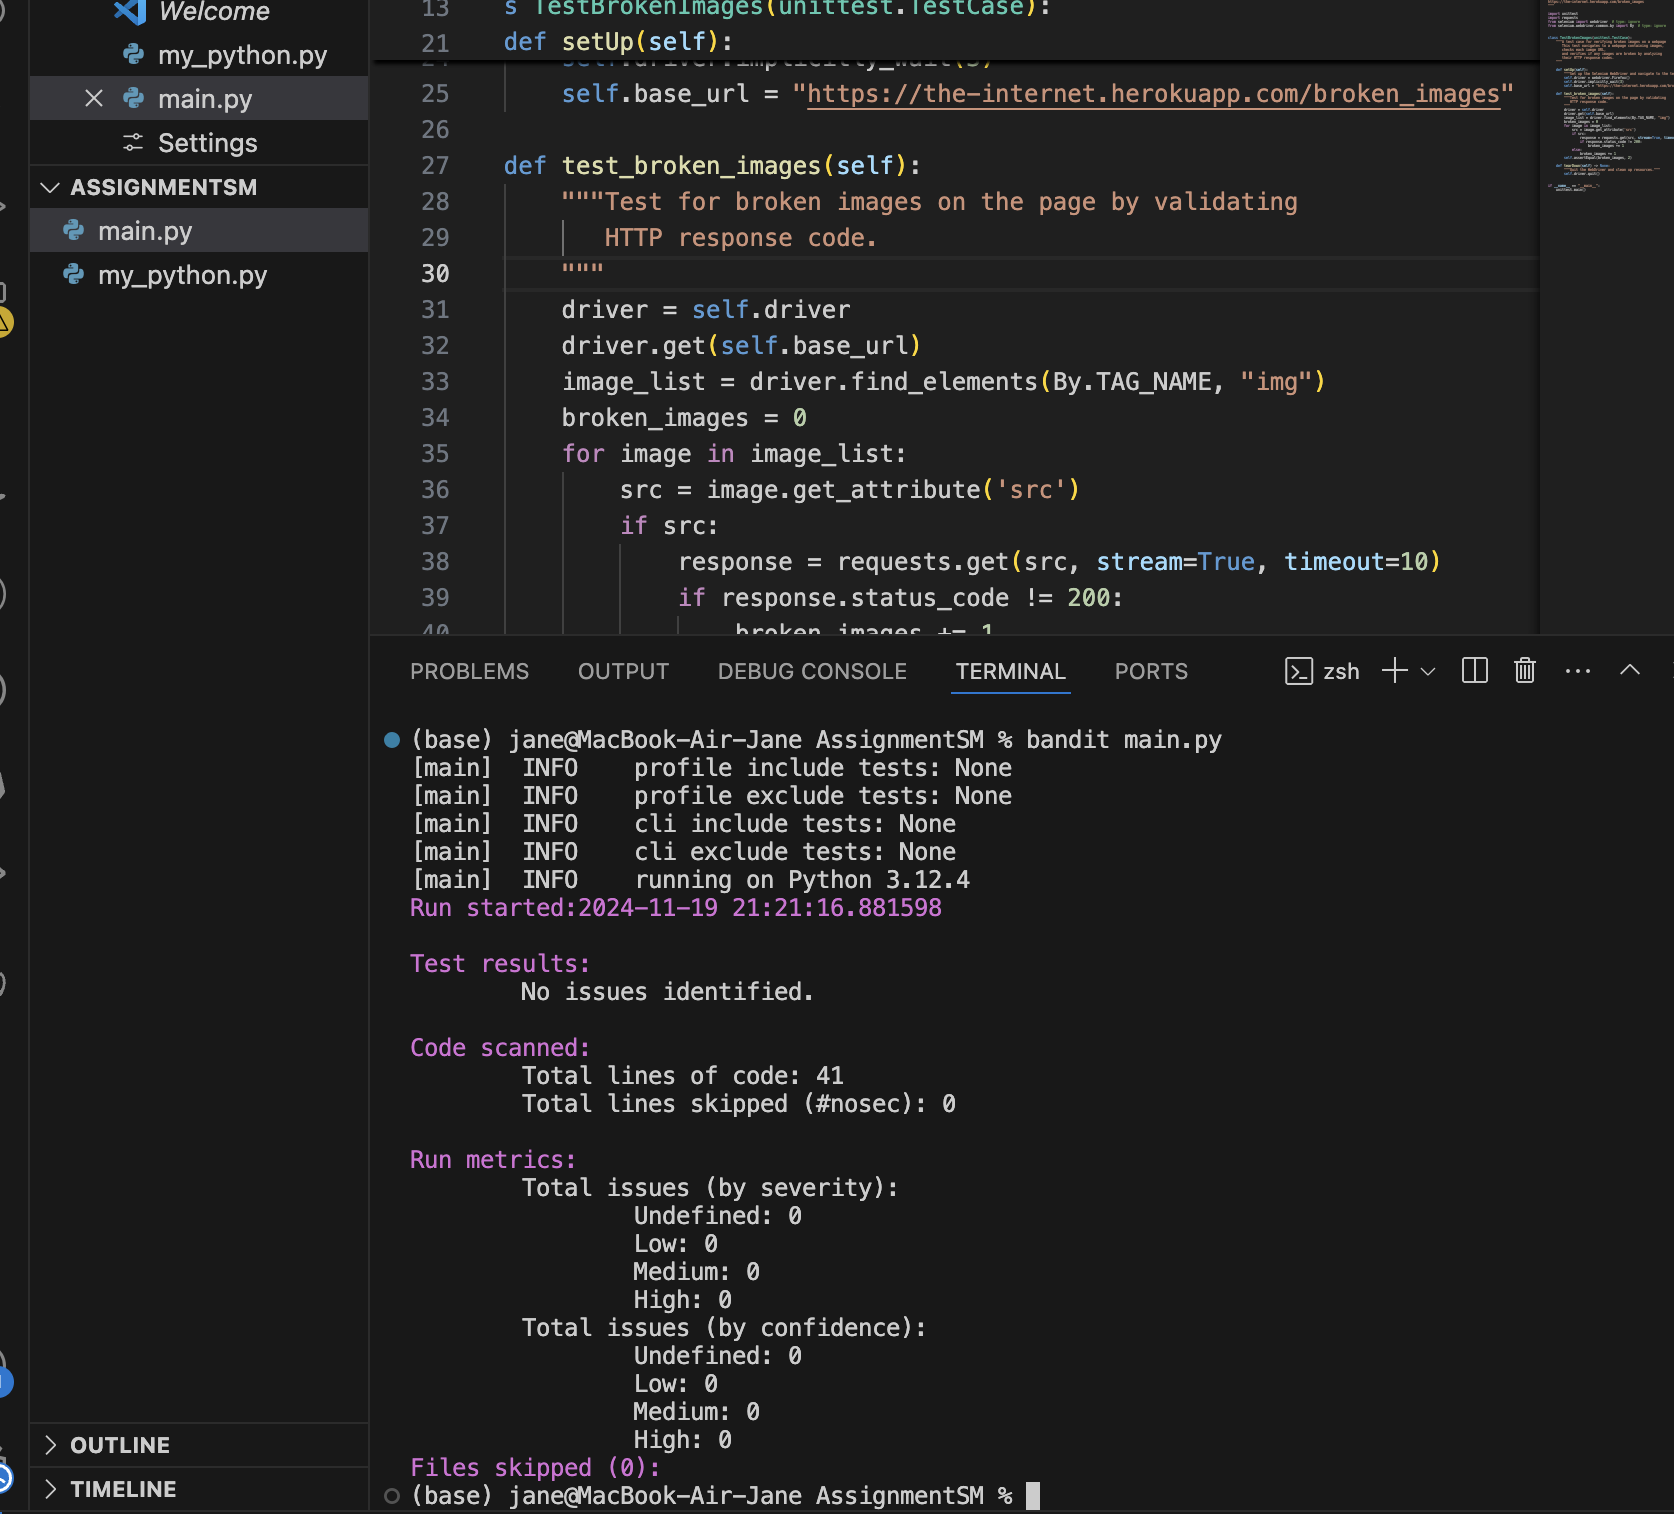 Welcome
my_python.py
main.py
Settings
ASSIGNMENTSM
main.py
my_python.py
OUTLINE
TIMELINE
13 s TestBrokenImages(unittest.TestCase):
21 def setUp(self):
25 self.base_url = "https://the-internet.herokuapp.com/broken_images"
26
27 def test_broken_images(self):
28 """Test for broken images on the page by validating
29 HTTP response code.
30 """
31 driver = self.driver
32 driver.get(self.base_url)
33 image_list = driver.find_elements(By.TAG_NAME, "img")
34 broken_images = 0
35 for image in image_list:
36 src = image.get_attribute('src')
37 if src:
38 response = requests.get(src, stream=True, timeout=10)
39 if response.status_code != 200:
40 broken_images += 1
PROBLEMS OUTPUT DEBUG CONSOLE TERMINAL PORTS zsh
(base) jane@MacBook-Air-Jane AssignmentSM % bandit main.py
[main] INFO profile include tests: None
[main] INFO profile exclude tests: None
[main] INFO cli include tests: None
[main] INFO cli exclude tests: None
[main] INFO running on Python 3.12.4
Run started:2024-11-19 21:21:16.881598
Test results:
No issues identified.
Code scanned:
Total lines of code: 41
Total lines skipped (#nosec): 0
Run metrics:
Total issues (by severity):
Undefined: 0
Low: 0
Medium: 0
High: 0
Total issues (by confidence):
Undefined: 0
Low: 0
Medium: 0
High: 0
Files skipped (0):
(base) jane@MacBook-Air-Jane AssignmentSM %